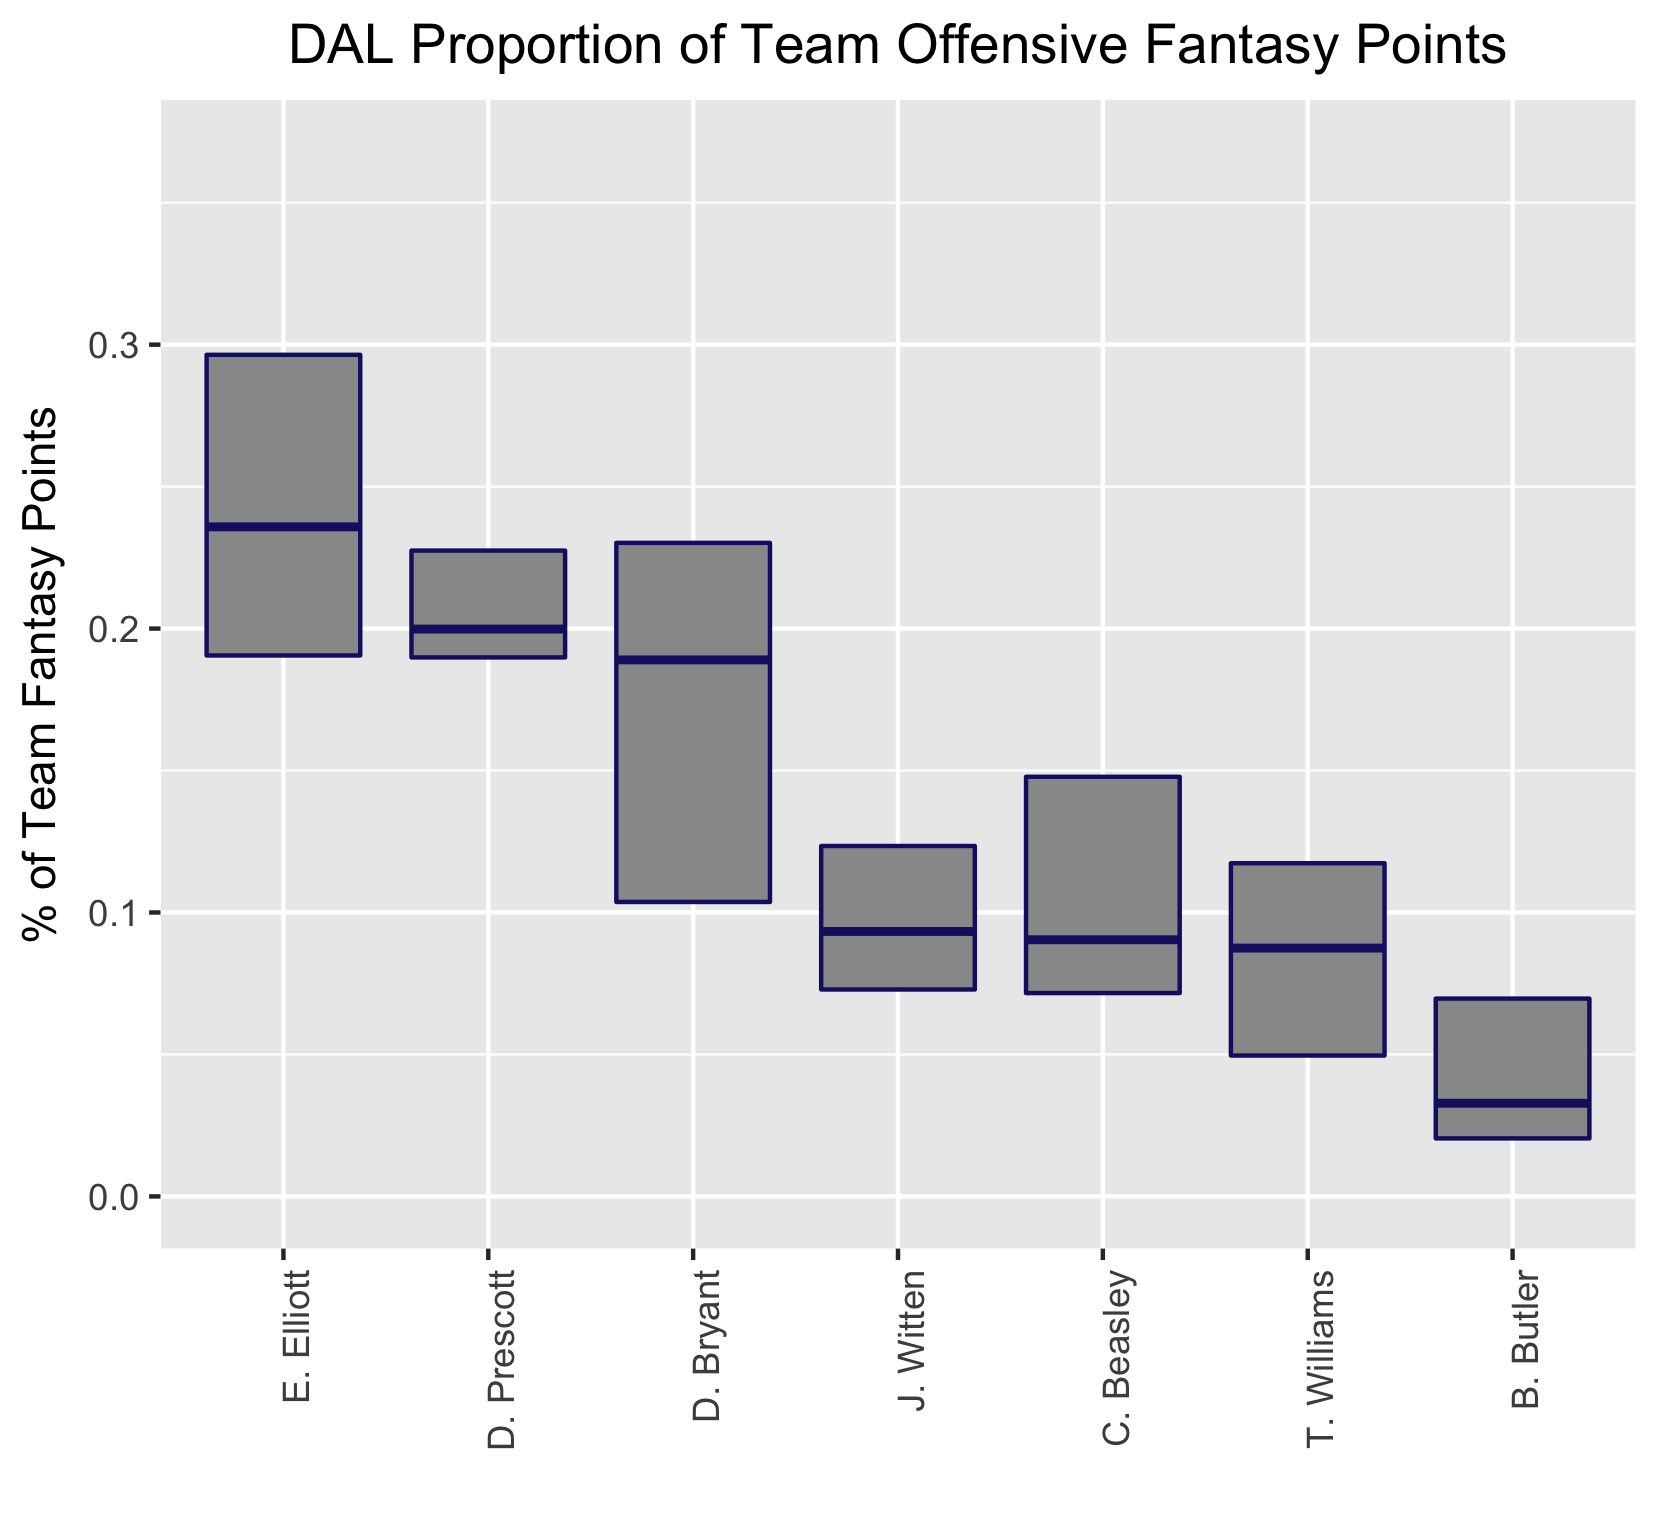 DAL Proportion of Team Offensive Fantasy Points
% of Team Fantasy Points
0.3
0.2
0.1
0.0
E. Elliott
D. Prescott
D. Bryant
J. Witten
C. Beasley
T. Williams
B. Butler